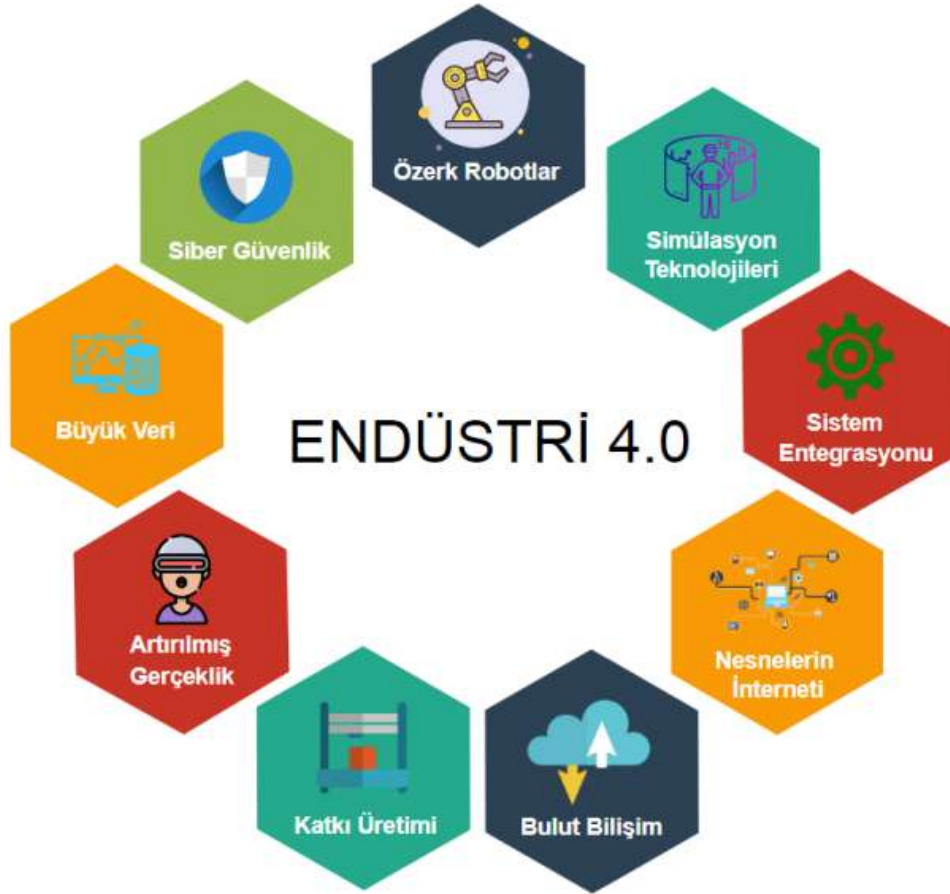 Özerk Robotlar
Siber Güvenlik
Simülasyon
Teknolojileri
Büyük Veri
ENDÜSTRİ 4.0
Sistem
Entegrasyonu
Artırılmış
Gerçeklik
Nesnelerin
İnterneti
Katkı Üretimi
Bulut Bilişim